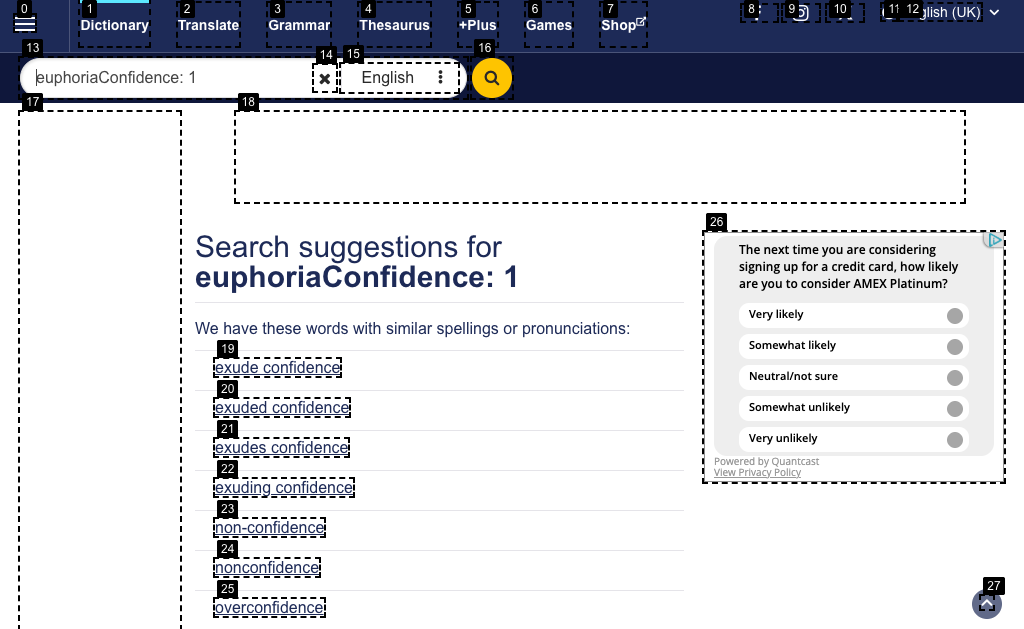 0 1 2 3 4 5 6 7 8 9 10 11 12
Dictionary Translate Grammar Thesaurus +Plus Games Shop glish (UK)
13 14 15 16
euphoriaConfidence: 1 ✖ English
17 18
26
Search suggestions for
euphoriaConfidence: 1
We have these words with similar spellings or pronunciations:
19
exude confidence
20
exuded confidence
21
exudes confidence
22
exuding confidence
23
non-confidence
24
nonconfidence
25
overconfidence
The next time you are considering
signing up for a credit card, how likely
are you to consider AMEX Platinum?
Very likely
Somewhat likely
Neutral/not sure
Somewhat unlikely
Very unlikely
Powered by Quantcast
View Privacy Policy
27